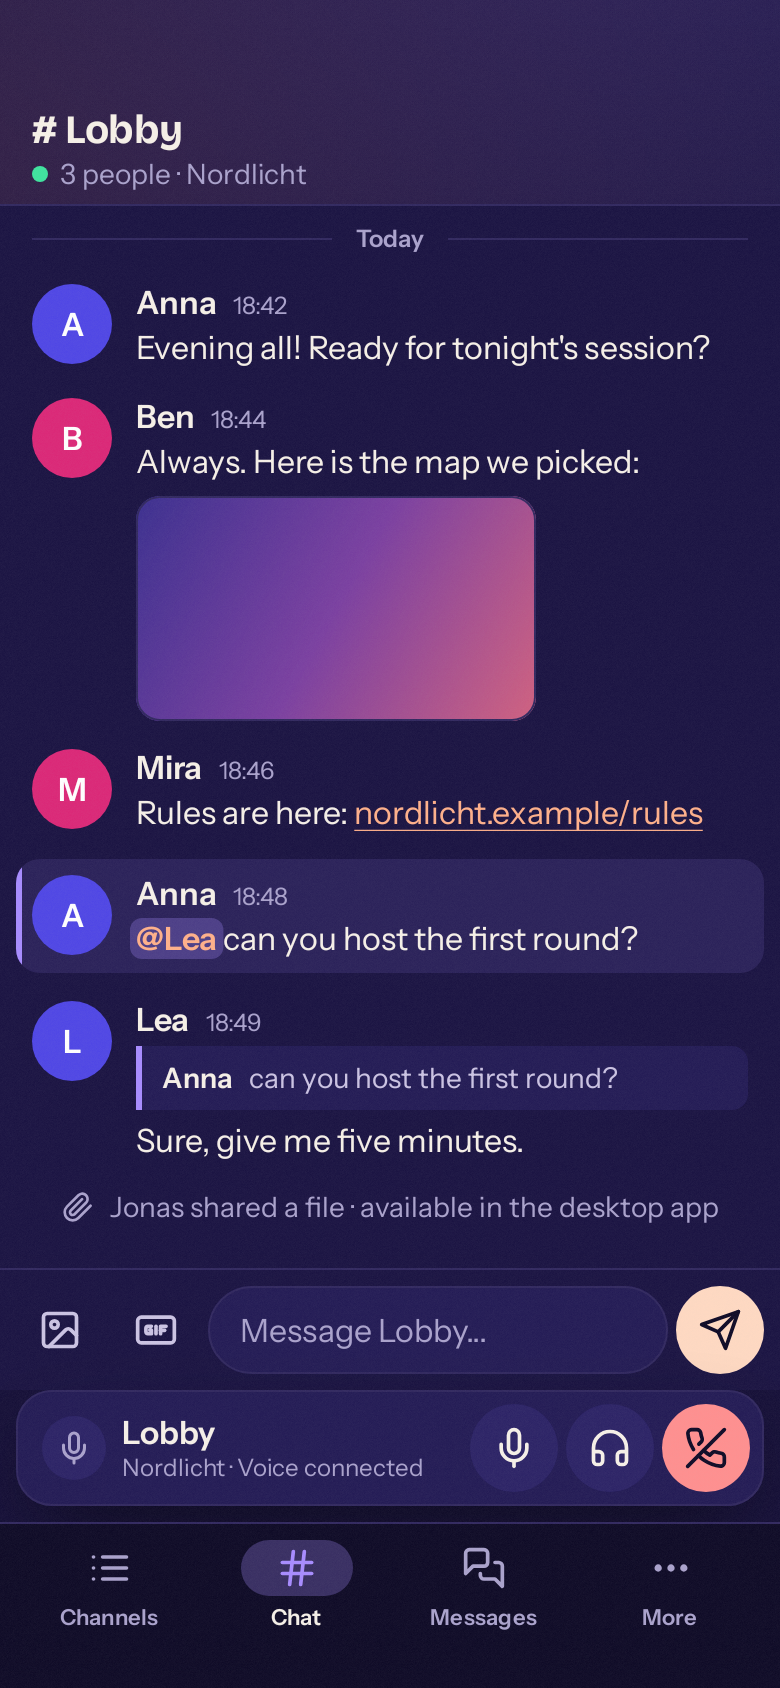 # Lobby
3 people · Nordlicht
Today
A
Anna 18:42
Evening all! Ready for tonight's session?
B
Ben 18:44
Always. Here is the map we picked:
M
Mira 18:46
Rules are here: nordlicht.example/rules
A
Anna 18:48
@Lea can you host the first round?
L
Lea 18:49
Anna can you host the first round?
Sure, give me five minutes.
Jonas shared a file · available in the desktop app
GIF
Message Lobby...
Lobby
Nordlicht · Voice connected
Channels
Chat
Messages
More